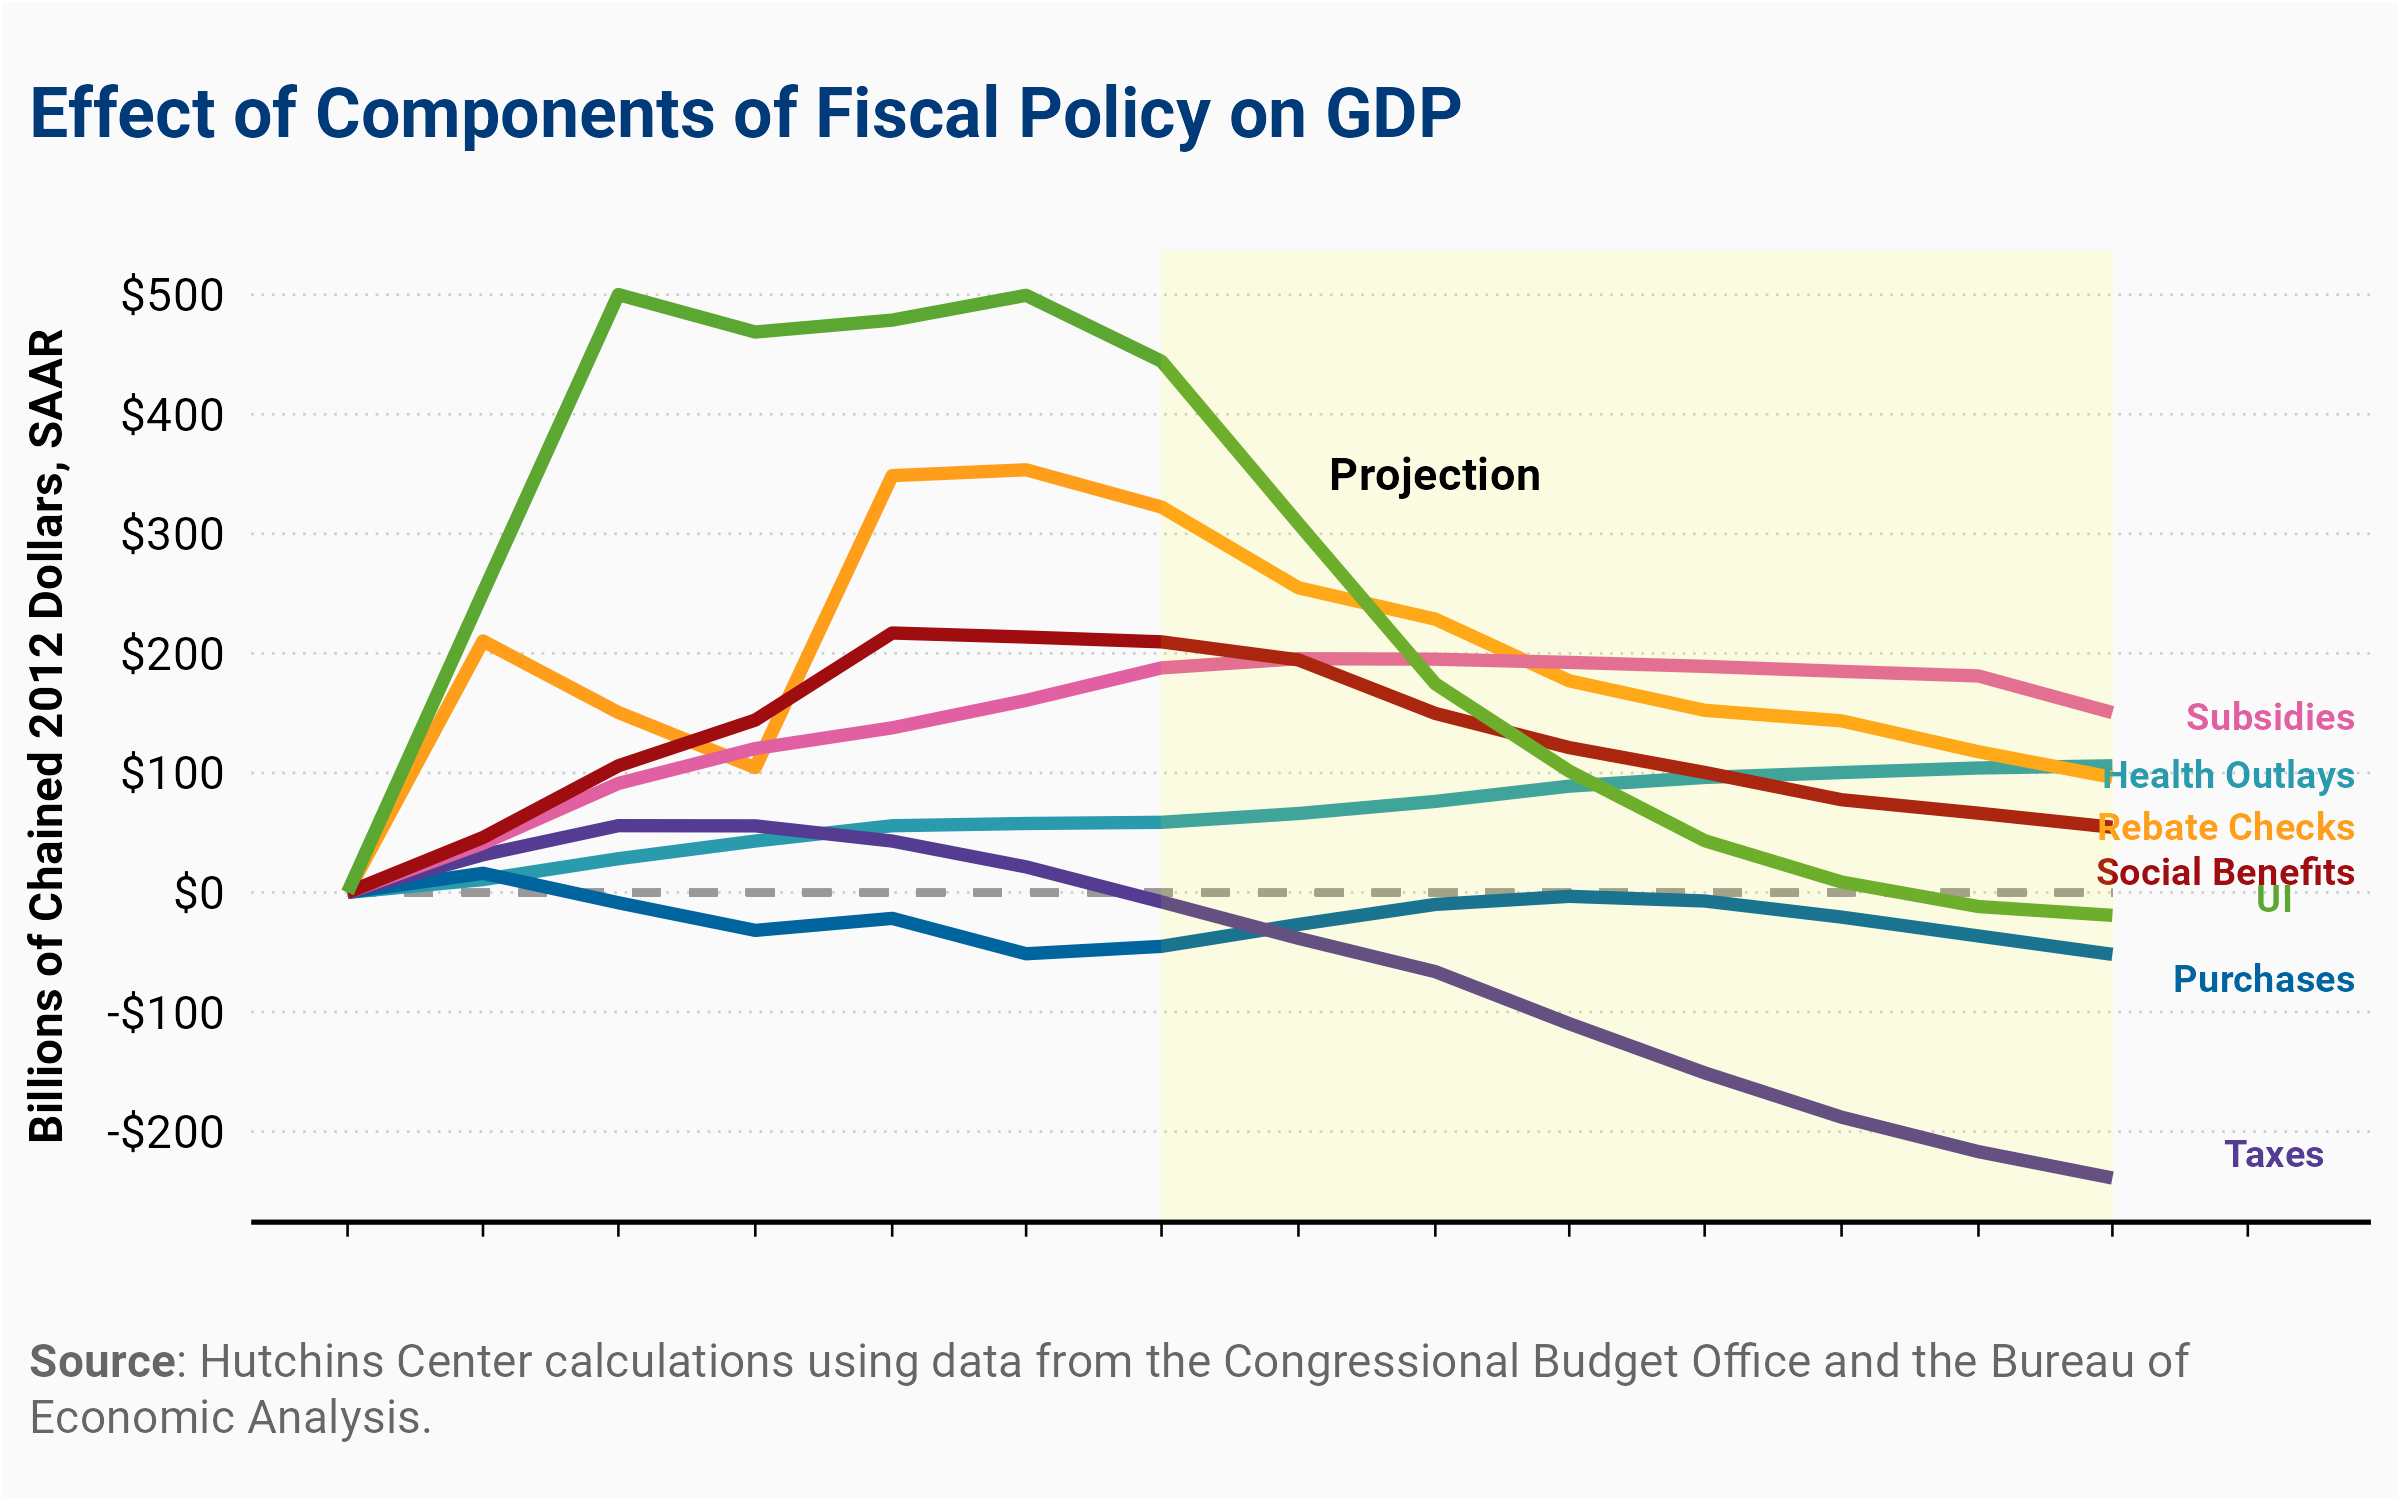 Effect of Components of Fiscal Policy on GDP
Billions of Chained 2012 Dollars, SAAR
$500
$400
$300
$200
$100
$0
-$100
-$200
Projection
Subsidies
Health Outlays
Rebate Checks
Social Benefits
UI
Purchases
Taxes
Source: Hutchins Center calculations using data from the Congressional Budget Office and the Bureau of
Economic Analysis.